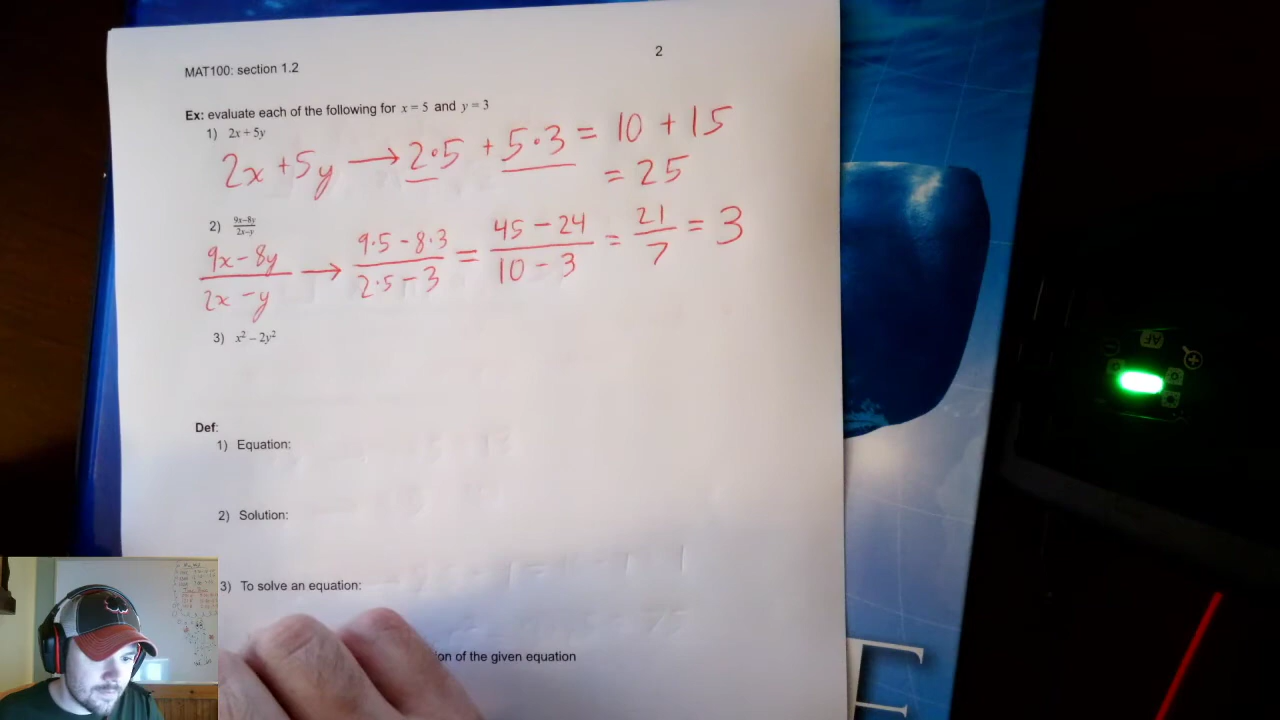 2
MAT100: section 1.2
Ex: evaluate each of the following for x = 5 and y = 3
1) 2x + 5y
2x + 5y → 2·5 + 5·3 = 10 + 15
= 25
2) 9x−8y / 2x−y
9x − 8y / 2x − y → 9·5 − 8·3 / 2·5 − 3 = 45 − 24 / 10 − 3 = 21 / 7 = 3
3) x² − 2y²
Def:
1) Equation:
2) Solution:
3) To solve an equation:
of the given equation
E